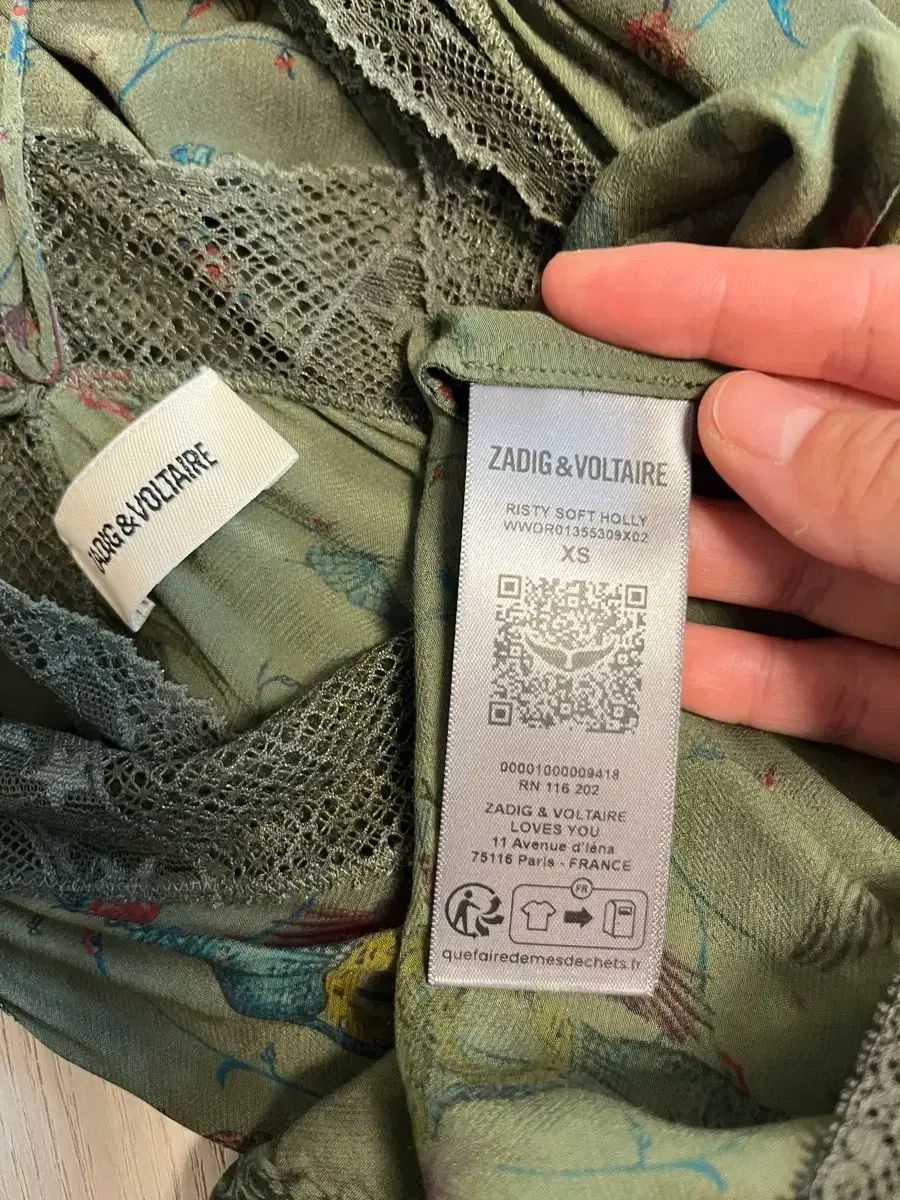 ZADIG & VOLTAIRE
ZADIG & VOLTAIRE
RISTY SOFT HOLLY
WWDR01355309X02
XS
00001000009418
RN 116 202
ZADIG & VOLTAIRE
LOVES YOU
11 Avenue d'Iéna
75116 Paris - FRANCE
FR
quefairedemesdechets.fr